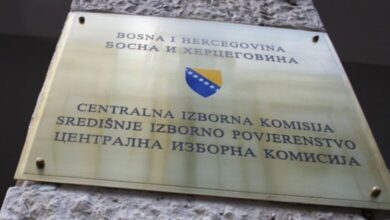 BOSNA I HERCEGOVINA
БОСНА И ХЕРЦЕГОВИНА
CENTRALNA IZBORNA KOMISIJA
SREDIŠNJE IZBORNO POVJERENSTVO
ЦЕНТРАЛНА ИЗБОРНА КОМИСИЈА